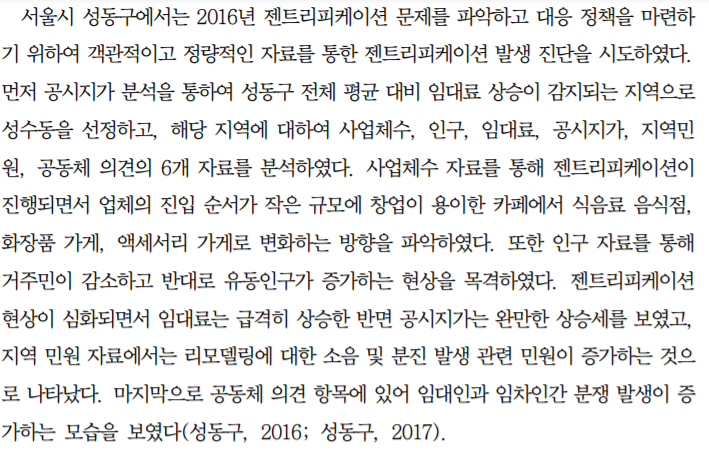 서울시 성동구에서는 2016년 젠트리피케이션 문제를 파악하고 대응 정책을 마련하
기 위하여 객관적이고 정량적인 자료를 통한 젠트리피케이션 발생 진단을 시도하였다.
먼저 공시지가 분석을 통하여 성동구 전체 평균 대비 임대료 상승이 감지되는 지역으로
성수동을 선정하고, 해당 지역에 대하여 사업체수, 인구, 임대료, 공시지가, 지역민
원, 공동체 의견의 6개 자료를 분석하였다. 사업체수 자료를 통해 젠트리피케이션이
진행되면서 업체의 진입 순서가 작은 규모에 창업이 용이한 카페에서 식음료 음식점,
화장품 가게, 액세서리 가게로 변화하는 방향을 파악하였다. 또한 인구 자료를 통해
거주민이 감소하고 반대로 유동인구가 증가하는 현상을 목격하였다. 젠트리피케이션
현상이 심화되면서 임대료는 급격히 상승한 반면 공시지가는 완만한 상승세를 보였고,
지역 민원 자료에서는 리모델링에 대한 소음 및 분진 발생 관련 민원이 증가하는 것으
로 나타났다. 마지막으로 공동체 의견 항목에 있어 임대인과 임차인간 분쟁 발생이 증
가하는 모습을 보였다(성동구, 2016; 성동구, 2017).